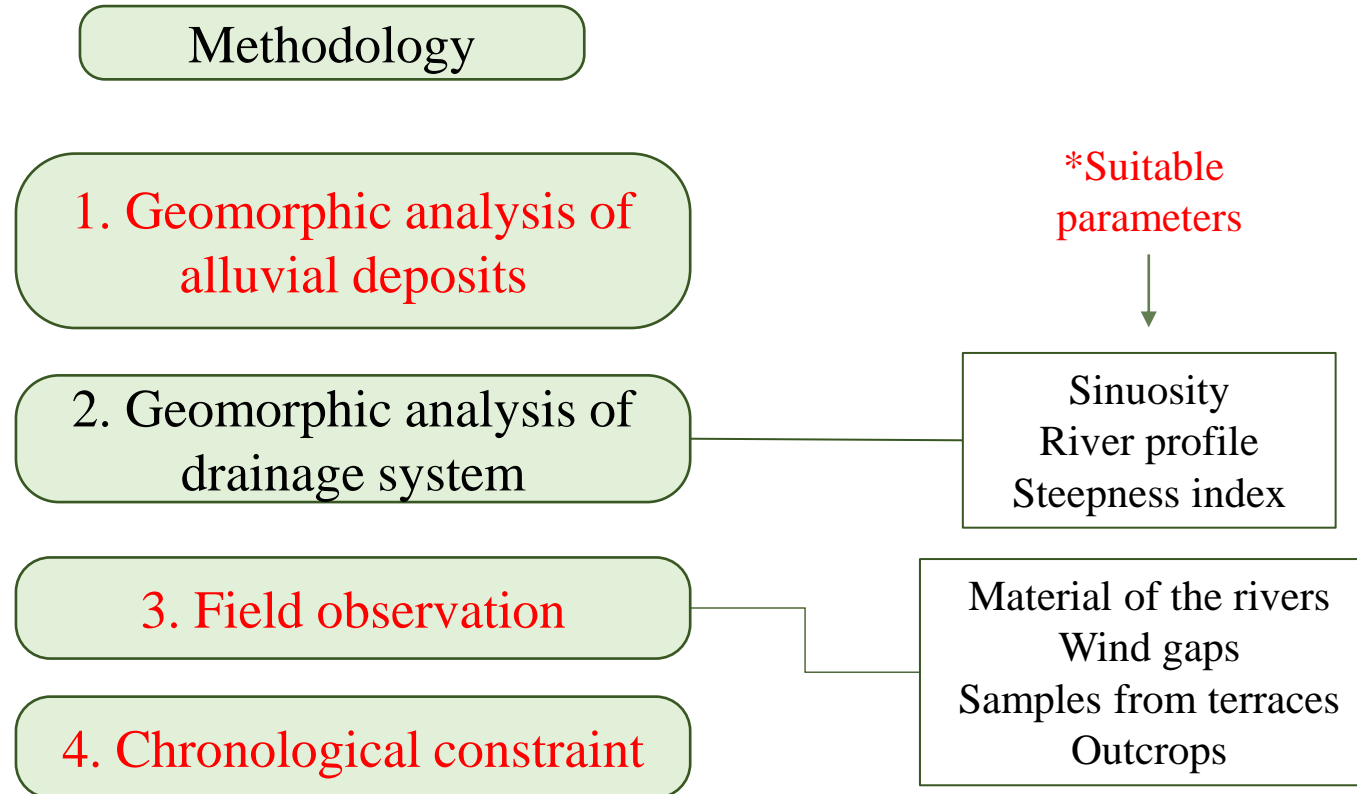 Methodology
1. Geomorphic analysis of
alluvial deposits
*Suitable
parameters
2. Geomorphic analysis of
drainage system
Sinuosity
River profile
Steepness index
3. Field observation
Material of the rivers
Wind gaps
Samples from terraces
Outcrops
4. Chronological constraint